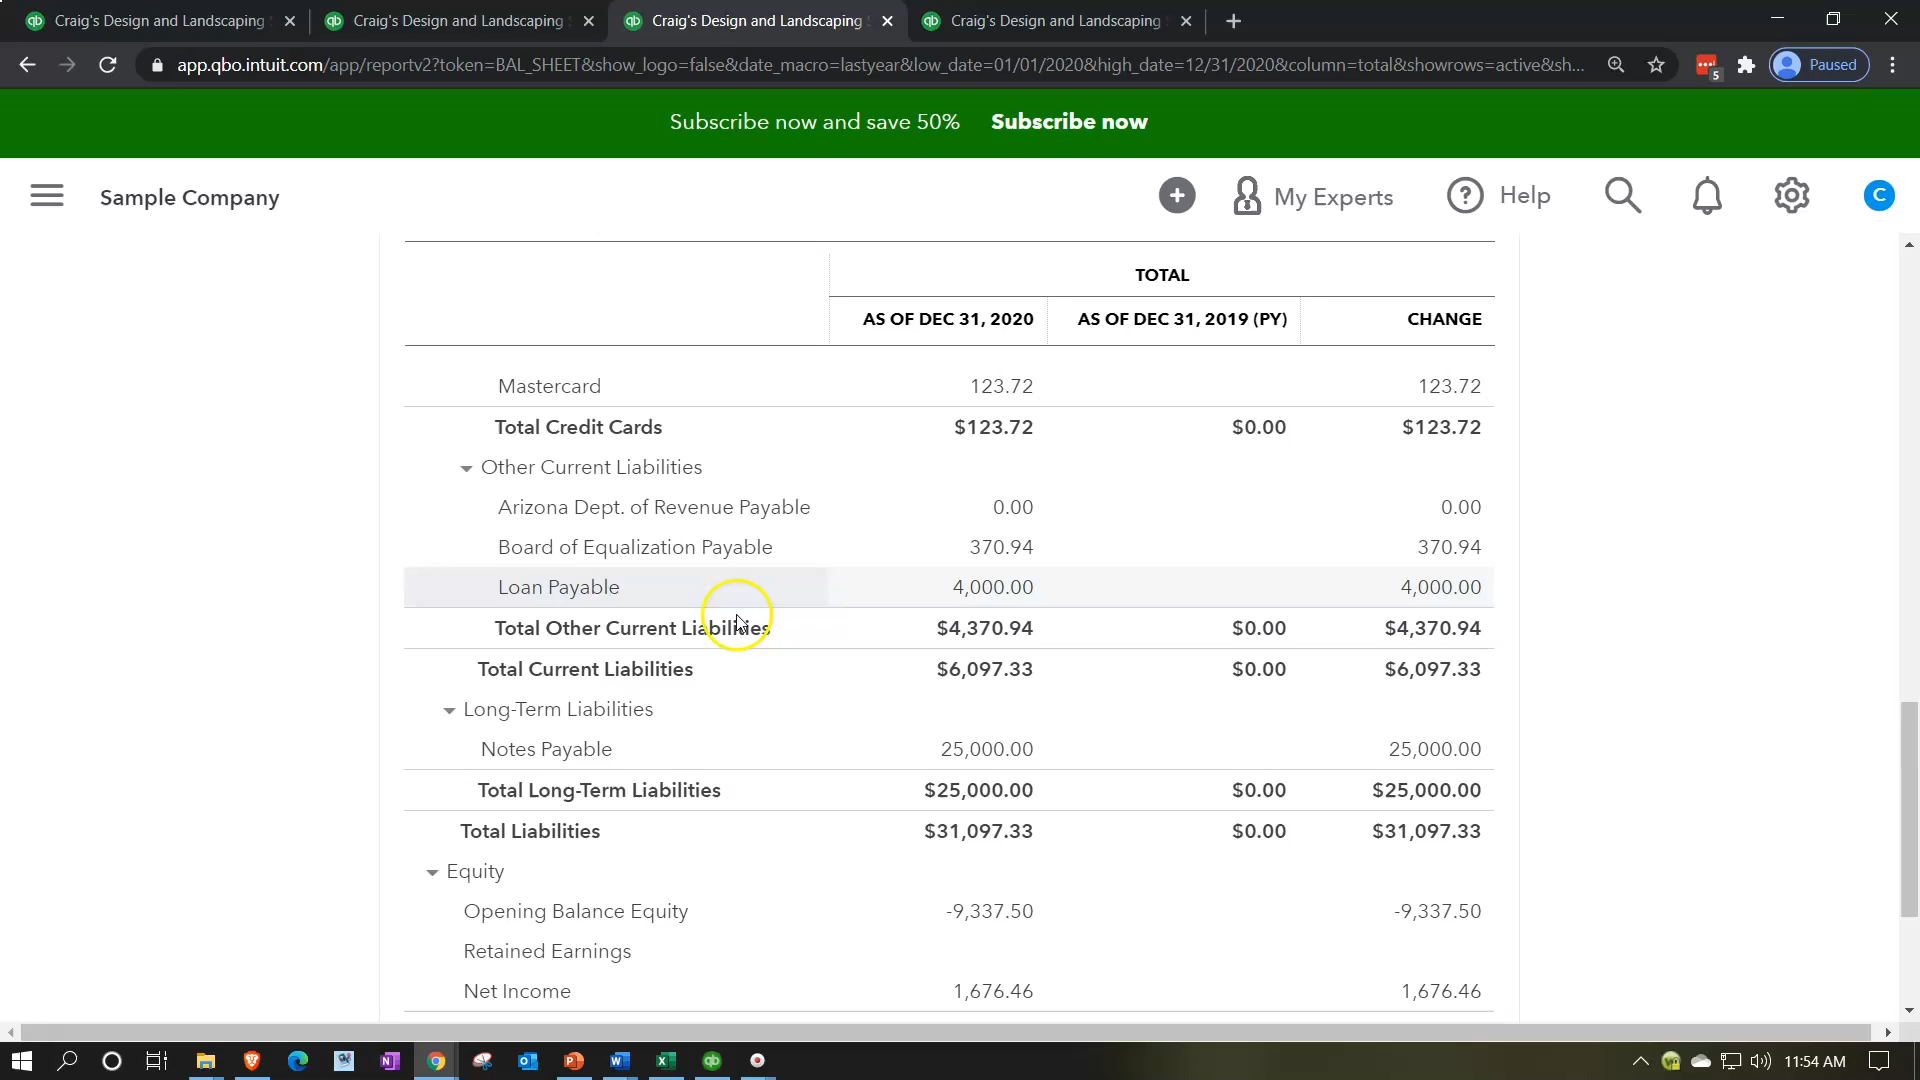 Craig's Design and Landscaping
Craig's Design and Landscaping
Craig's Design and Landscaping
Craig's Design and Landscaping
app.qbo.intuit.com/app/reportv2?token=BAL_SHEET&show_logo=false&date_macro=lastyear&low_date=01/01/2020&high_date=12/31/2020&column=total&showrows=active&sh...
5
Paused
Subscribe now and save 50% Subscribe now
Sample Company
My Experts
Help
C
TOTAL
AS OF DEC 31, 2020 AS OF DEC 31, 2019 (PY) CHANGE
Mastercard 123.72 123.72
Total Credit Cards $123.72 $0.00 $123.72
Other Current Liabilities
Arizona Dept. of Revenue Payable 0.00 0.00
Board of Equalization Payable 370.94 370.94
Loan Payable 4,000.00 4,000.00
Total Other Current Liabilities $4,370.94 $0.00 $4,370.94
Total Current Liabilities $6,097.33 $0.00 $6,097.33
Long-Term Liabilities
Notes Payable 25,000.00 25,000.00
Total Long-Term Liabilities $25,000.00 $0.00 $25,000.00
Total Liabilities $31,097.33 $0.00 $31,097.33
Equity
Opening Balance Equity -9,337.50 -9,337.50
Retained Earnings
Net Income 1,676.46 1,676.46
11:54 AM